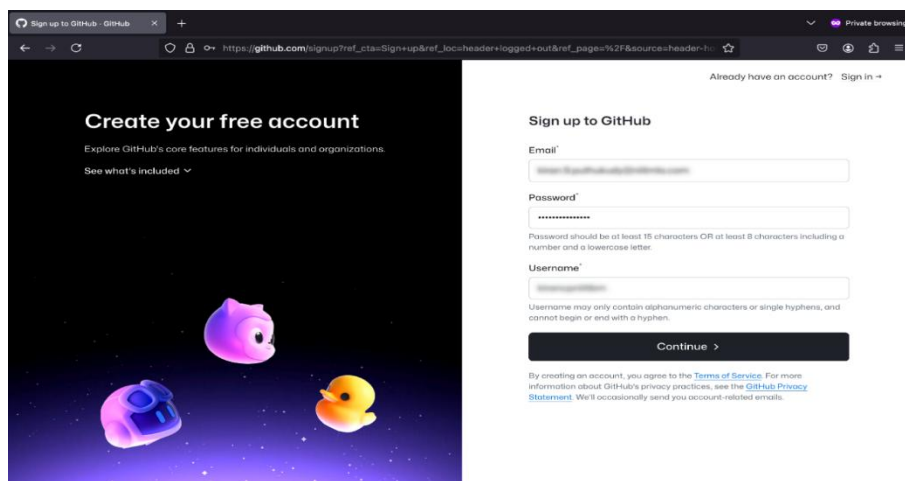 Sign up to GitHub · GitHub
Private browsing
https://github.com/signup?ref_cta=Sign+up&ref_loc=header+logged+out&ref_page=%2F&source=header-ho
Already have an account? Sign in →
Create your free account
Explore GitHub's core features for individuals and organizations.
See what's included
Sign up to GitHub
Email*
Password*
•••••••••••••••
Password should be at least 15 characters OR at least 8 characters including a
number and a lowercase letter.
Username*
Username may only contain alphanumeric characters or single hyphens, and
cannot begin or end with a hyphen.
Continue >
By creating an account, you agree to the Terms of Service. For more
information about GitHub's privacy practices, see the GitHub Privacy
Statement. We'll occasionally send you account-related emails.